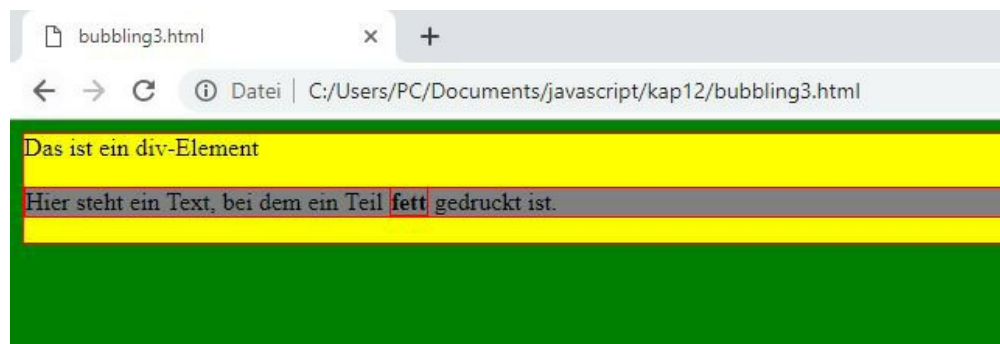 bubbling3.html
Datei | C:/Users/PC/Documents/javascript/kap12/bubbling3.html
Das ist ein div-Element
Hier steht ein Text, bei dem ein Teil fett gedruckt ist.